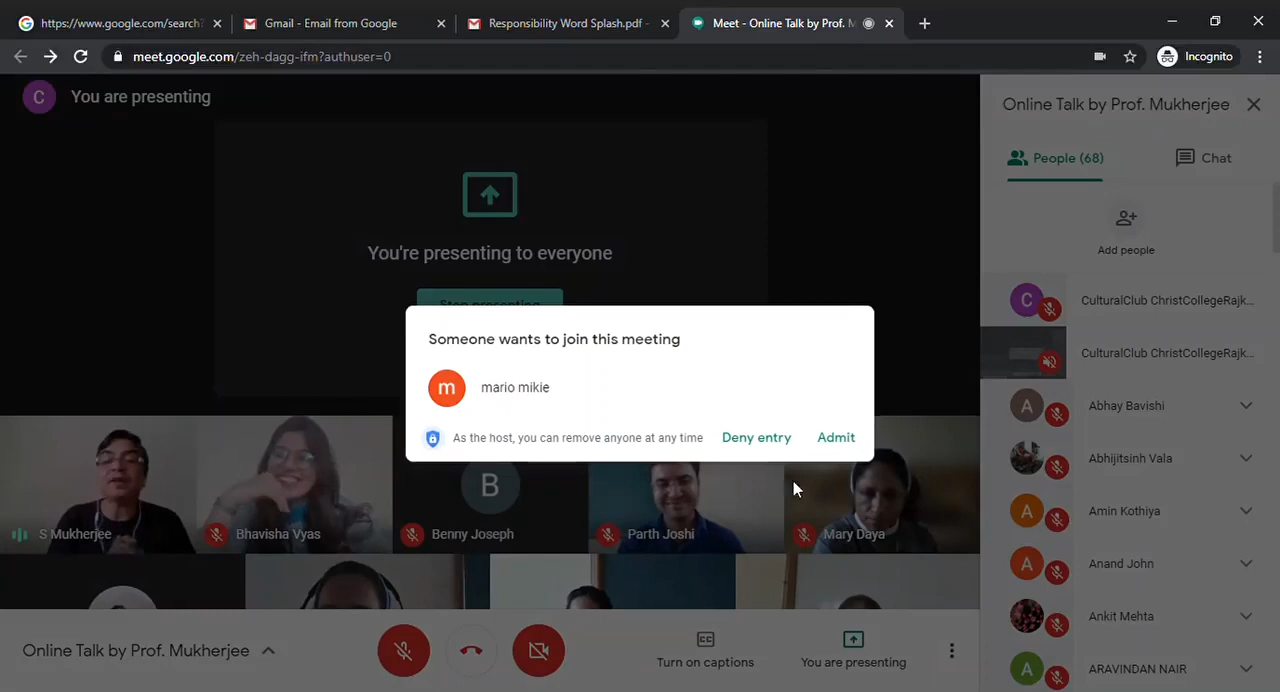 https://www.google.com/search?
Gmail - Email from Google
Responsibility Word Splash.pdf -
Meet - Online Talk by Prof. M
meet.google.com/zeh-dagg-ifm?authuser=0
Incognito
C
You are presenting
Online Talk by Prof. Mukherjee
People (68)
Chat
You're presenting to everyone
Add people
Stop presenting
Someone wants to join this meeting
m
mario mikie
As the host, you can remove anyone at any time
Deny entry
Admit
C
CulturalClub ChristCollegeRajk...
CulturalClub ChristCollegeRajk...
A
Abhay Bavishi
Abhijitsinh Vala
A
Amin Kothiya
A
Anand John
Ankit Mehta
A
ARAVINDAN NAIR
S Mukherjee
Bhavisha Vyas
B
Benny Joseph
Parth Joshi
Mary Daya
Online Talk by Prof. Mukherjee
CC
Turn on captions
You are presenting